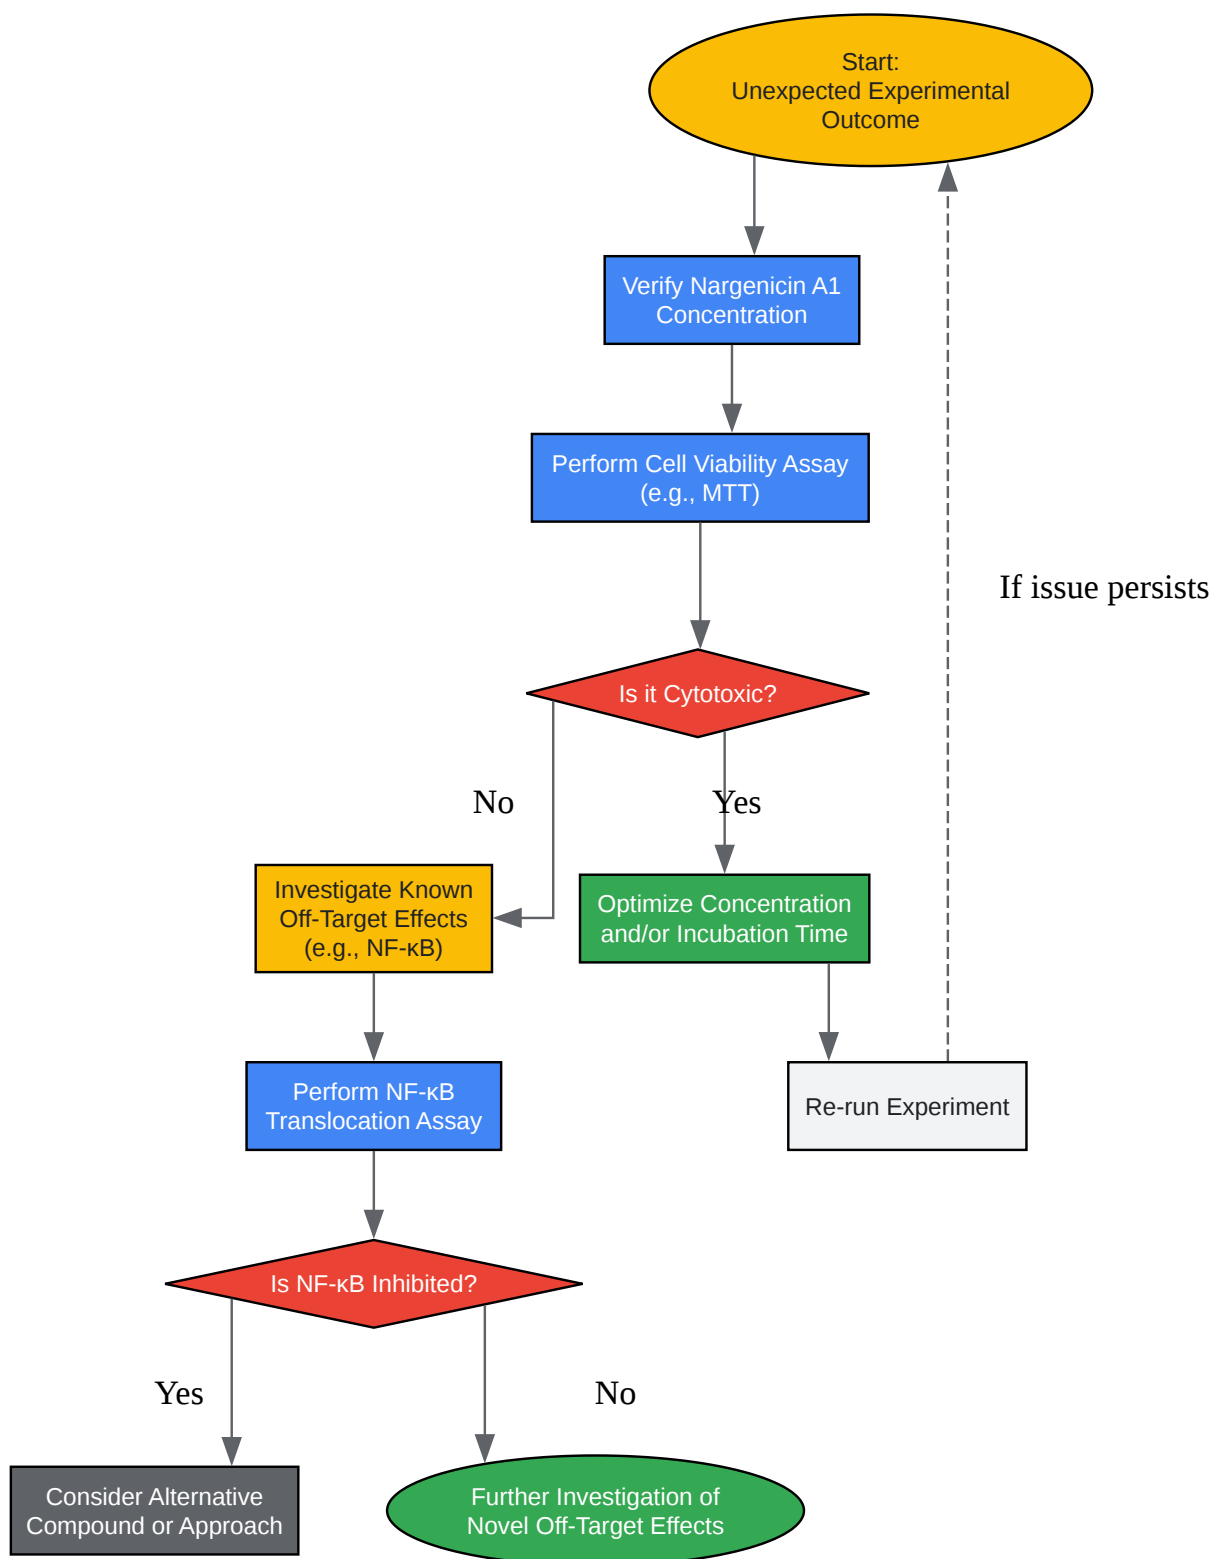 Start:
Unexpected Experimental
Outcome
Verify Nargenicin A1
Concentration
Perform Cell Viability Assay
(e.g., MTT)
If issue persists
Is it Cytotoxic?
No
Yes
Investigate Known
Off-Target Effects
(e.g., NF-κB)
Optimize Concentration
and/or Incubation Time
Perform NF-κB
Translocation Assay
Re-run Experiment
Is NF-κB Inhibited?
Yes
No
Consider Alternative
Compound or Approach
Further Investigation of
Novel Off-Target Effects